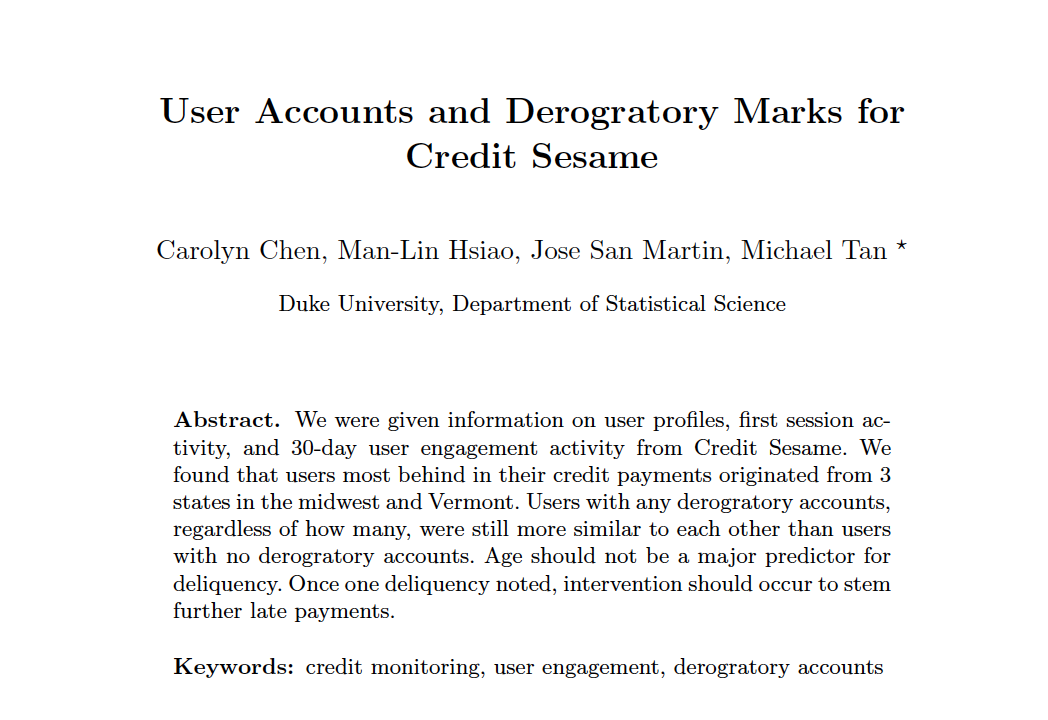 User Accounts and Derogratory Marks for
Credit Sesame
Carolyn Chen, Man-Lin Hsiao, Jose San Martin, Michael Tan *
Duke University, Department of Statistical Science
Abstract. We were given information on user profiles, first session ac-
tivity, and 30-day user engagement activity from Credit Sesame. We
found that users most behind in their credit payments originated from 3
states in the midwest and Vermont. Users with any derogratory accounts,
regardless of how many, were still more similar to each other than users
with no derogratory accounts. Age should not be a major predictor for
deliquency. Once one deliquency noted, intervention should occur to stem
further late payments.
Keywords: credit monitoring, user engagement, derogratory accounts